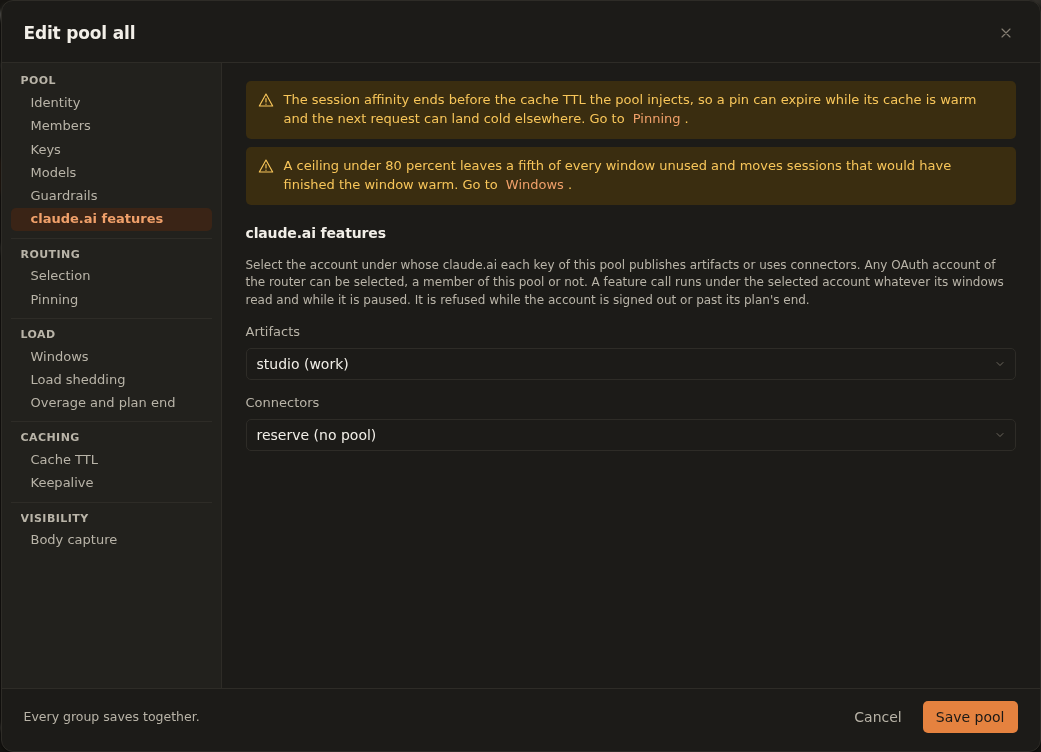 Edit pool all
POOL
Identity
Members
Keys
Models
Guardrails
claude.ai features
ROUTING
Selection
Pinning
LOAD
Windows
Load shedding
Overage and plan end
CACHING
Cache TTL
Keepalive
VISIBILITY
Body capture
The session affinity ends before the cache TTL the pool injects, so a pin can expire while its cache is warm
and the next request can land cold elsewhere. Go to Pinning .
A ceiling under 80 percent leaves a fifth of every window unused and moves sessions that would have
finished the window warm. Go to Windows .
claude.ai features
Select the account under whose claude.ai each key of this pool publishes artifacts or uses connectors. Any OAuth account of
the router can be selected, a member of this pool or not. A feature call runs under the selected account whatever its windows
read and while it is paused. It is refused while the account is signed out or past its plan's end.
Artifacts
studio (work)
Connectors
reserve (no pool)
Every group saves together.
Cancel
Save pool